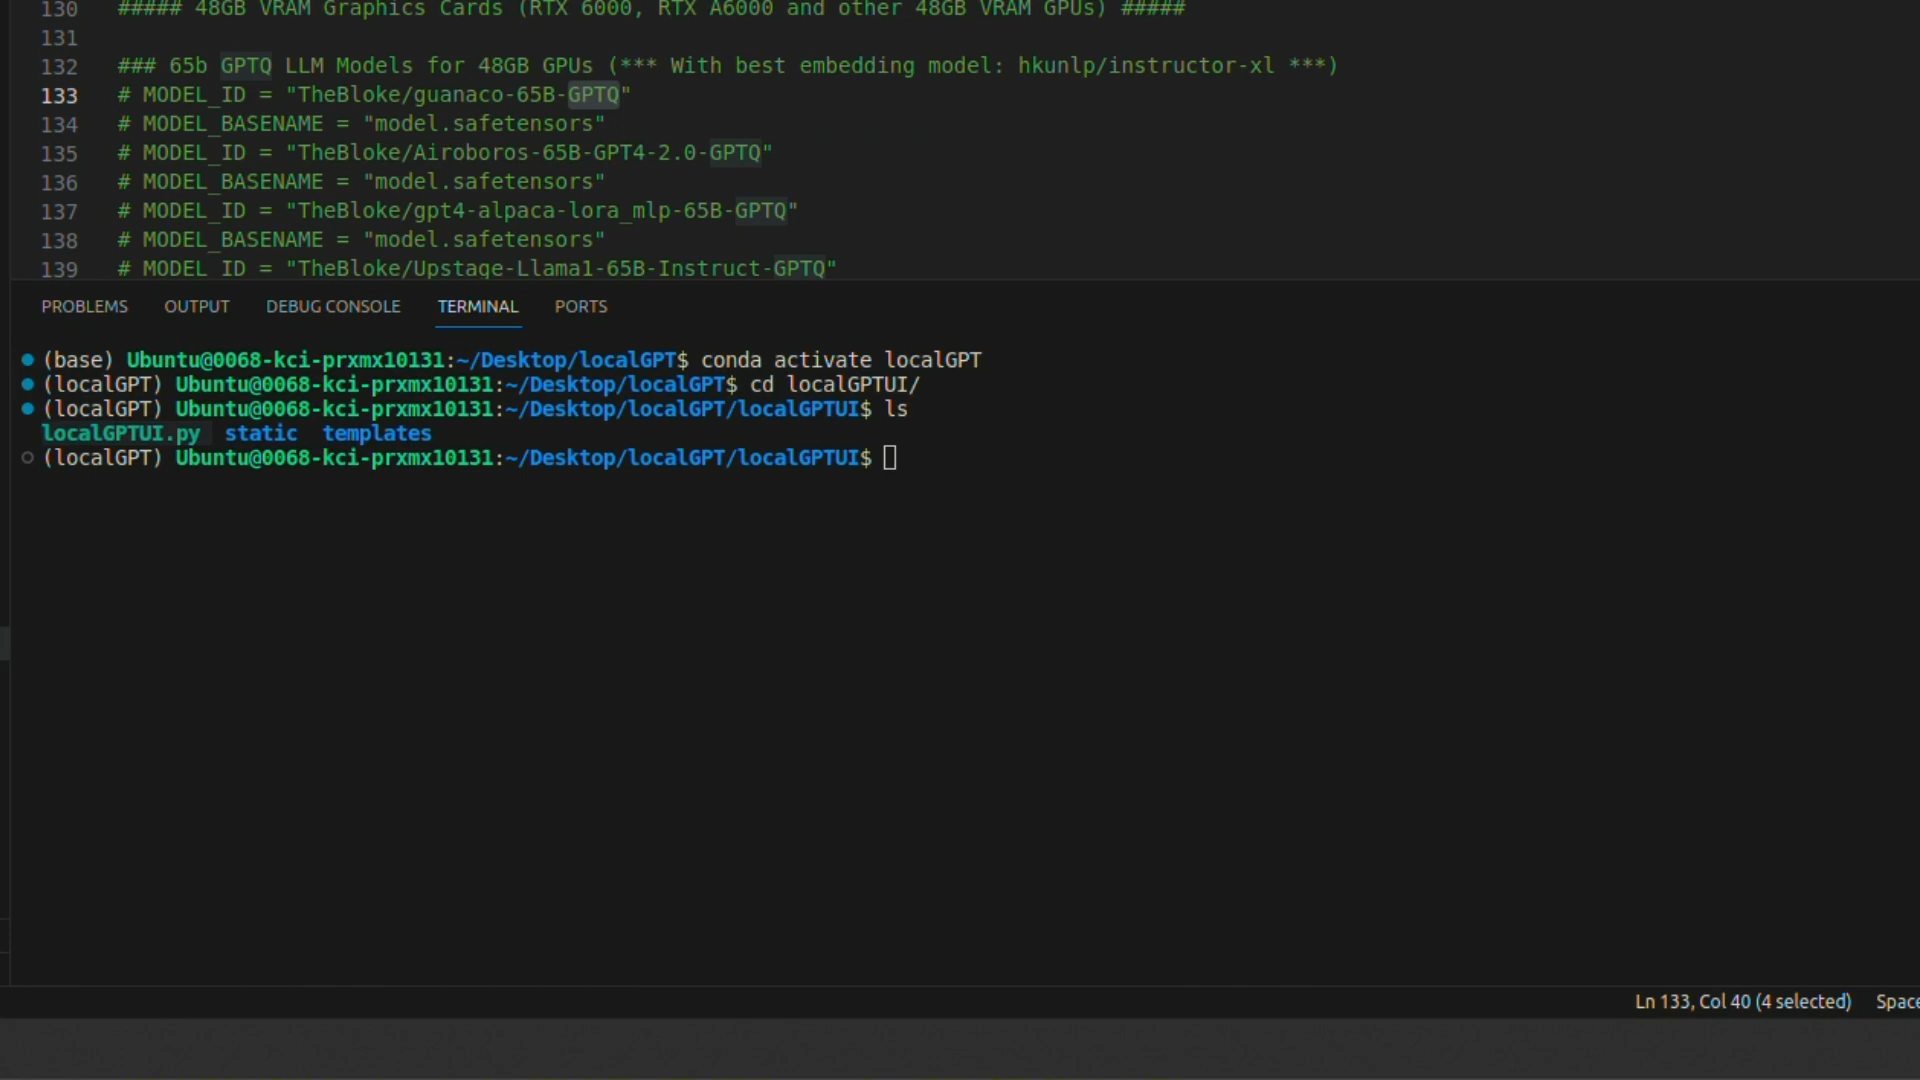 130 ##### 48GB VRAM Graphics Cards (RTX 6000, RTX A6000 and other 48GB VRAM GPUs) #####
131
132 ### 65b GPTQ LLM Models for 48GB GPUs (*** With best embedding model: hkunlp/instructor-xl ***)
133 # MODEL_ID = "TheBloke/guanaco-65B-GPTQ"
134 # MODEL_BASENAME = "model.safetensors"
135 # MODEL_ID = "TheBloke/Airoboros-65B-GPT4-2.0-GPTQ"
136 # MODEL_BASENAME = "model.safetensors"
137 # MODEL_ID = "TheBloke/gpt4-alpaca-lora_mlp-65B-GPTQ"
138 # MODEL_BASENAME = "model.safetensors"
139 # MODEL_ID = "TheBloke/Upstage-Llama1-65B-Instruct-GPTQ"
PROBLEMS OUTPUT DEBUG CONSOLE TERMINAL PORTS
(base) Ubuntu@0068-kci-prxmx10131:~/Desktop/localGPT$ conda activate localGPT
(localGPT) Ubuntu@0068-kci-prxmx10131:~/Desktop/localGPT$ cd localGPTUI/
(localGPT) Ubuntu@0068-kci-prxmx10131:~/Desktop/localGPT/localGPTUI$ ls
localGPTUI.py static templates
(localGPT) Ubuntu@0068-kci-prxmx10131:~/Desktop/localGPT/localGPTUI$
Ln 133, Col 40 (4 selected) Space